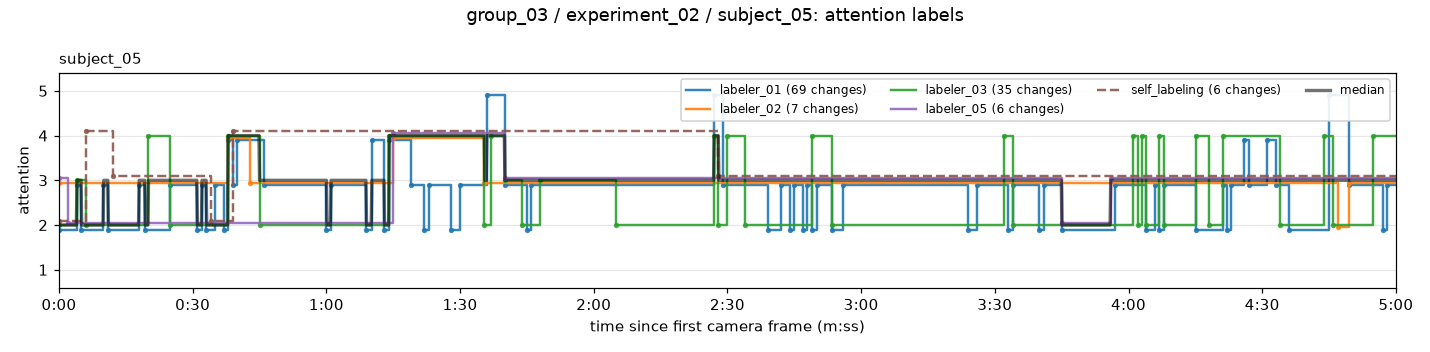 group_03 / experiment_02 / subject_05: attention labels
subject_05
labeler_01 (69 changes)
labeler_02 (7 changes)
labeler_03 (35 changes)
labeler_05 (6 changes)
self_labeling (6 changes)
median
attention
5
4
3
2
1
0:00 0:30 1:00 1:30 2:00 2:30 3:00 3:30 4:00 4:30 5:00
time since first camera frame (m:ss)